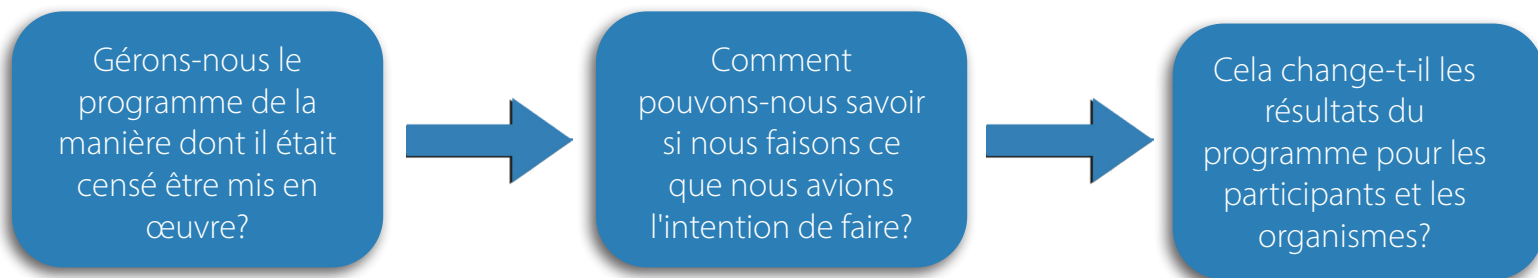 Gérons-nous le
programme de la
manière dont il était
censé être mis en
œuvre?
Comment
pouvons-nous savoir
si nous faisons ce
que nous avions
l'intention de faire?
Cela change-t-il les
résultats du
programme pour les
participants et les
organismes?